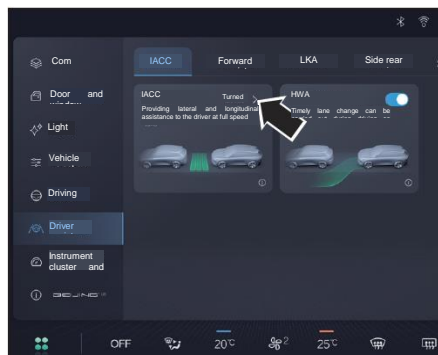 Com
IACC
Forward
LKA
Side rear
Door and
window
Light
Vehicle
Driving
Driver
Instrument
cluster and
BEIJING
IACC
Turned
Providing lateral and longitudinal
assistance to the driver at full speed
HWA
Timely lane change can be
OFF
20°C
2
25°C